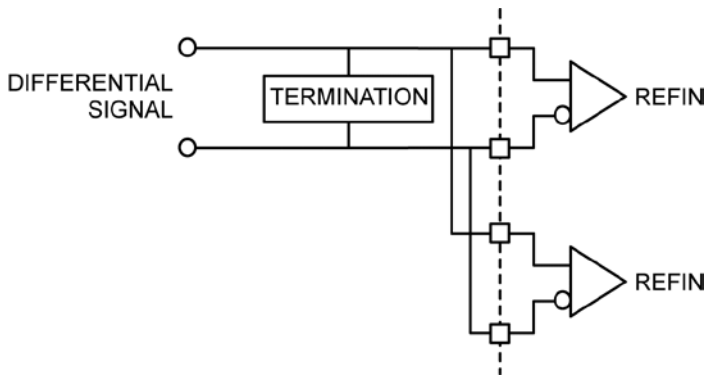 DIFFERENTIAL
SIGNAL
TERMINATION
REFIN
REFIN